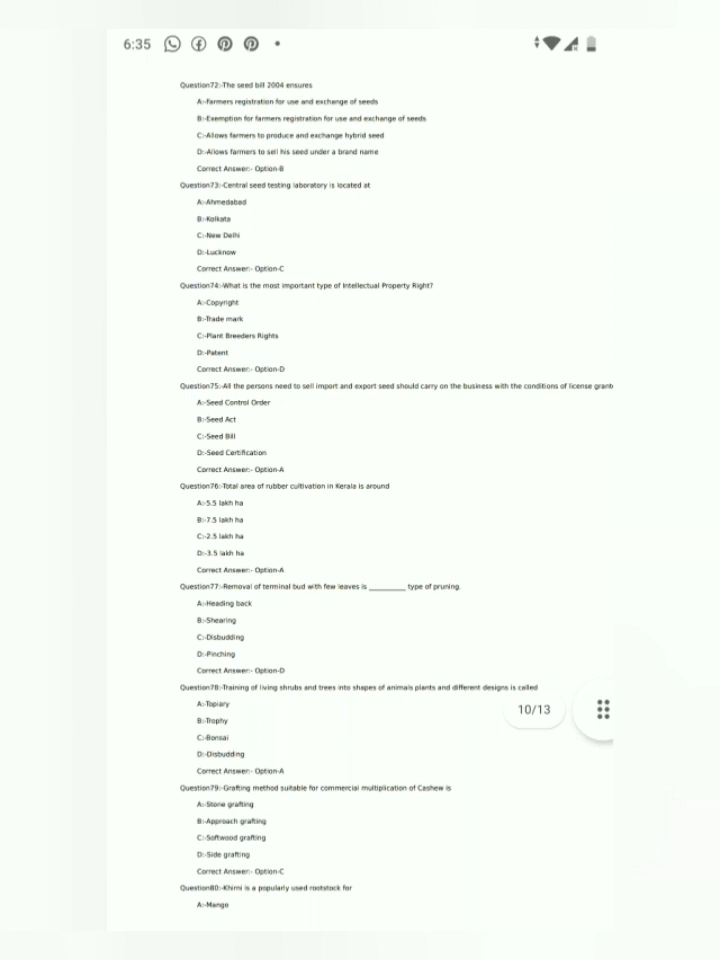 6:35
Question72:-The seed bill 2004 ensures
A:-Farmers registration for use and exchange of seeds
B:-Exemption for farmers registration for use and exchange of seeds
C:-Allows farmers to produce and exchange hybrid seed
D:-Allows farmers to sell his seed under a brand name
Correct Answer:- Option-B
Question73:-Central seed testing laboratory is located at
A:-Ahmedabad
B:-Kolkata
C:-New Delhi
D:-Lucknow
Correct Answer:- Option-C
Question74:-What is the most important type of Intellectual Property Right?
A:-Copyright
B:-Trade mark
C:-Plant Breeders Rights
D:-Patent
Correct Answer:- Option-D
Question75:-All the persons need to sell import and export seed should carry on the business with the conditions of license grant
A:-Seed Control Order
B:-Seed Act
C:-Seed Bill
D:-Seed Certification
Correct Answer:- Option-A
Question76:-Total area of rubber cultivation in Kerala is around
A:-5.5 lakh ha
B:-7.5 lakh ha
C:-2.5 lakh ha
D:-3.5 lakh ha
Correct Answer:- Option-A
Question77:-Removal of terminal bud with few leaves is ________ type of pruning.
A:-Heading back
B:-Shearing
C:-Disbudding
D:-Pinching
Correct Answer:- Option-D
Question78:-Training of living shrubs and trees into shapes of animals plants and different designs is called
A:-Topiary
B:-Trophy
C:-Bonsai
D:-Disbudding
Correct Answer:- Option-A
10/13
Question79:-Grafting method suitable for commercial multiplication of Cashew is
A:-Stone grafting
B:-Approach grafting
C:-Softwood grafting
D:-Side grafting
Correct Answer:- Option-C
Question80:-Khirni is a popularly used rootstock for
A:-Mango